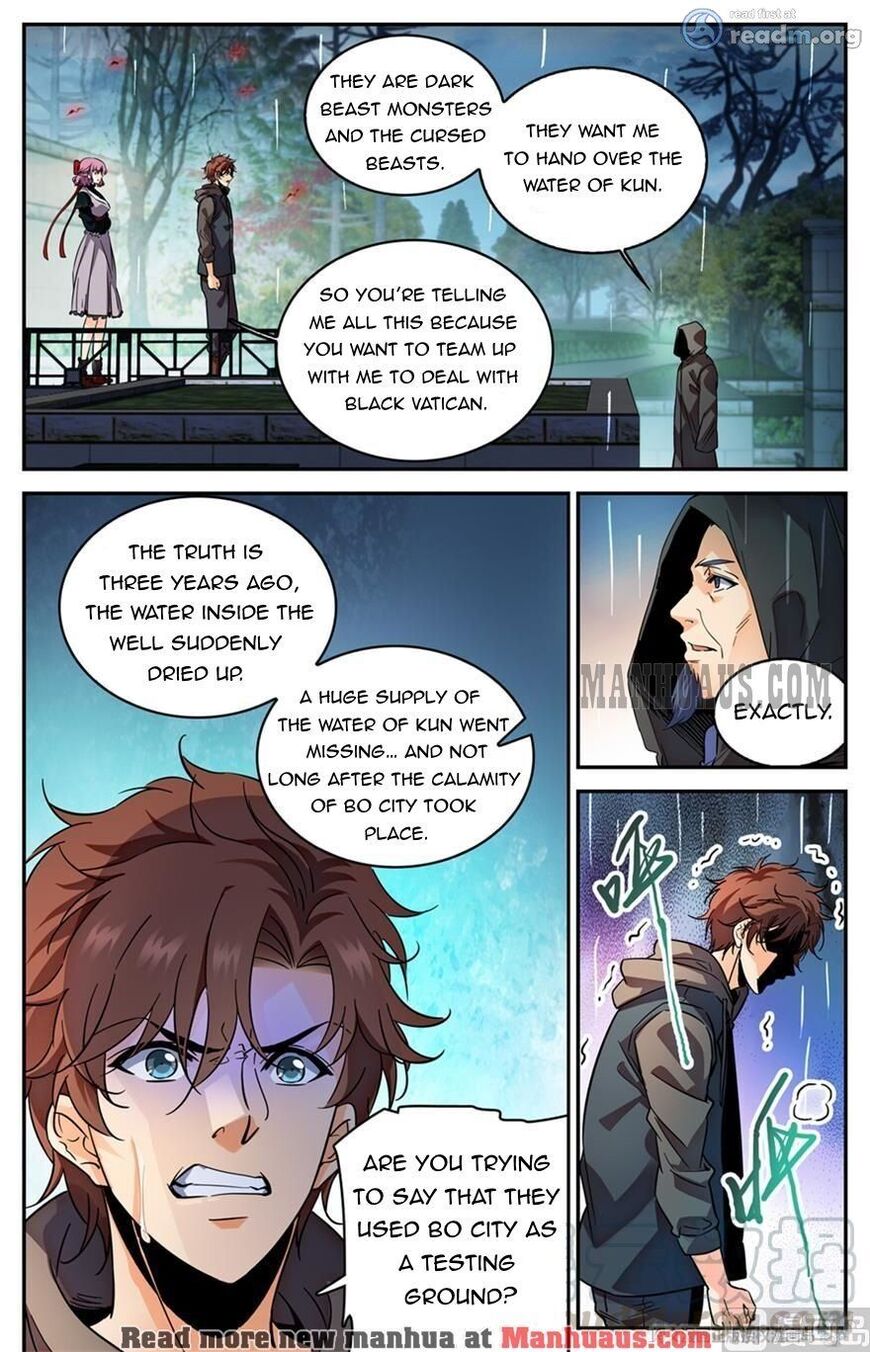 read first at
readm.org
THEY ARE DARK
BEAST MONSTERS
AND THE CURSED
BEASTS.
THEY WANT ME
TO HAND OVER THE
WATER OF KUN.
SO YOU'RE TELLING
ME ALL THIS BECAUSE
YOU WANT TO TEAM UP
WITH ME TO DEAL WITH
BLACK VATICAN.
THE TRUTH IS
THREE YEARS AGO,
THE WATER INSIDE THE
WELL SUDDENLY
DRIED UP.
A HUGE SUPPLY OF
THE WATER OF KUN WENT
MISSING... AND NOT
LONG AFTER THE CALAMITY
OF BO CITY TOOK
PLACE.
MANHUAUS.COM
EXACTLY.
ARE YOU TRYING
TO SAY THAT THEY
USED BO CITY AS
A TESTING
GROUND?
Read more new manhua at Manhuaus.com